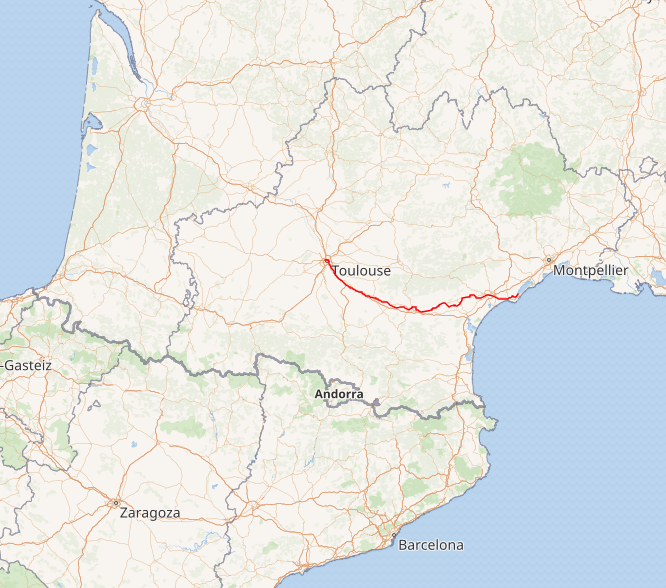 Toulouse
Montpellier
-Gasteiz
Andorra
Zaragoza
Barcelona